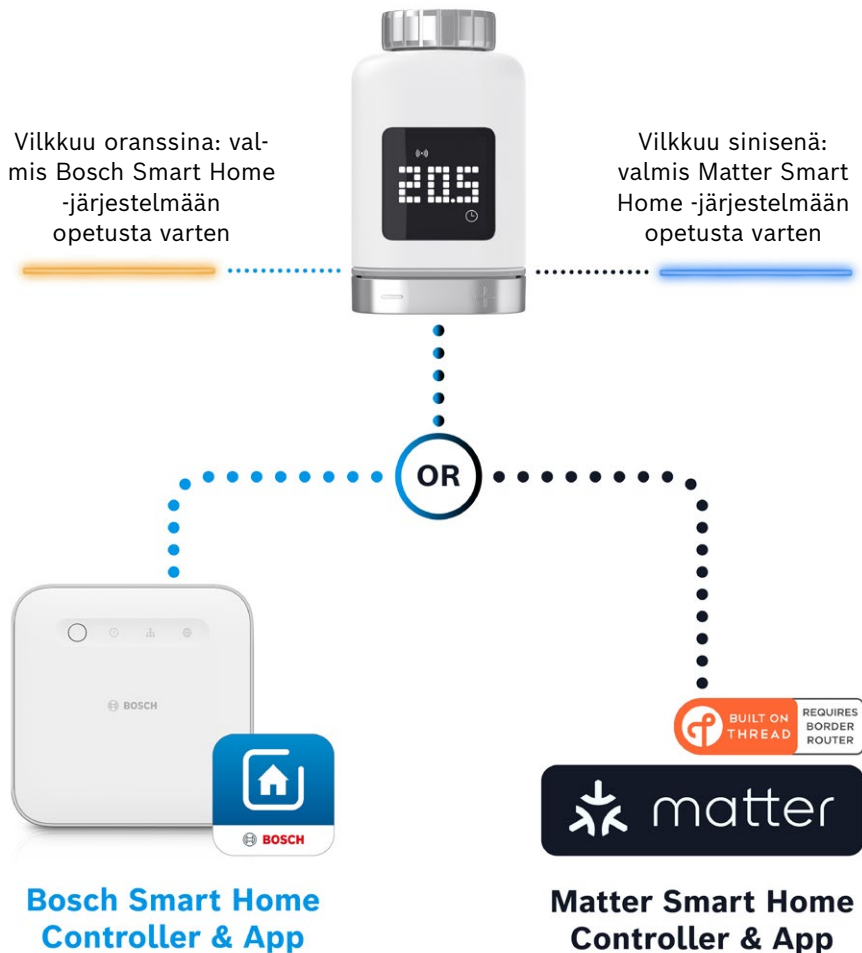 20.5
Vilkkuu oranssina: val-
mis Bosch Smart Home
-järjestelmään
opetusta varten
Vilkkuu sinisenä:
valmis Matter Smart
Home -järjestelmään
opetusta varten
OR
BOSCH
BOSCH
Bosch Smart Home
Controller & App
BUILT ON
THREAD
REQUIRES
BORDER
ROUTER
matter
Matter Smart Home
Controller & App